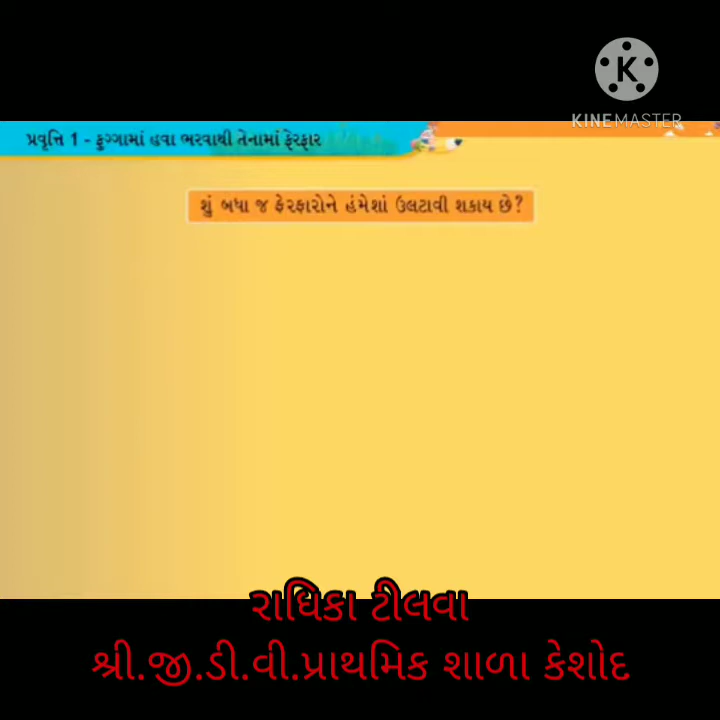 KINEMASTER
પ્રવૃત્તિ 1 - ફુગ્ગામાં હવા ભરવાથી તેનામાં ફેરફાર
શું બધા જ ફેરફારોને હંમેશાં ઉલટાવી શકાય છે?
રાધિકા ટીલવા
શ્રી.જી.ડી.વી.પ્રાથમિક શાળા કેશોદ